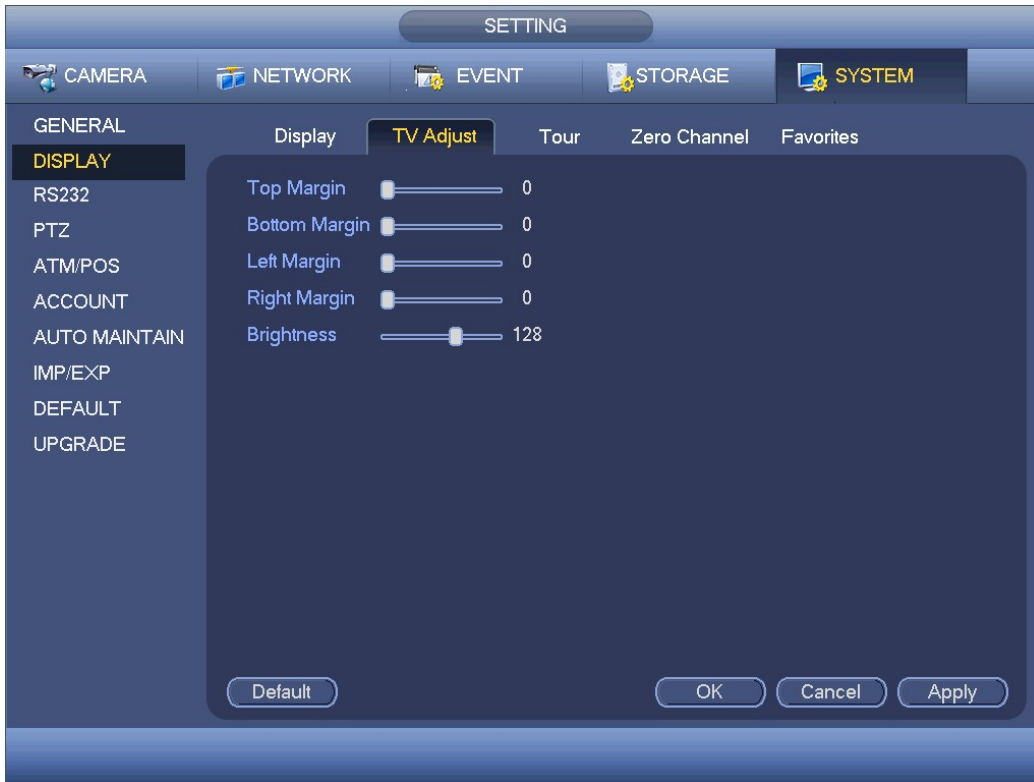 SETTING
CAMERA NETWORK EVENT STORAGE SYSTEM
GENERAL
DISPLAY
RS232
PTZ
ATM/POS
ACCOUNT
AUTO MAINTAIN
IMP/EXP
DEFAULT
UPGRADE
Display TV Adjust Tour Zero Channel Favorites
Top Margin 0
Bottom Margin 0
Left Margin 0
Right Margin 0
Brightness 128
Default OK Cancel Apply